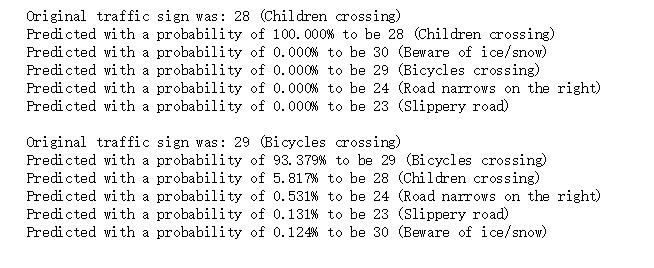 Original traffic sign was: 28 (Children crossing)
Predicted with a probability of 100.000% to be 28 (Children crossing)
Predicted with a probability of 0.000% to be 30 (Beware of ice/snow)
Predicted with a probability of 0.000% to be 29 (Bicycles crossing)
Predicted with a probability of 0.000% to be 24 (Road narrows on the right)
Predicted with a probability of 0.000% to be 23 (Slippery road)
Original traffic sign was: 29 (Bicycles crossing)
Predicted with a probability of 93.379% to be 29 (Bicycles crossing)
Predicted with a probability of 5.817% to be 28 (Children crossing)
Predicted with a probability of 0.531% to be 24 (Road narrows on the right)
Predicted with a probability of 0.131% to be 23 (Slippery road)
Predicted with a probability of 0.124% to be 30 (Beware of ice/snow)